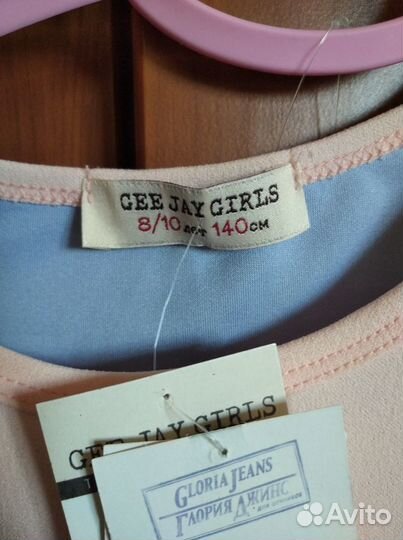 GEE JAY GIRLS
8/10 лет 140см
GEE JAY GIRLS
GLORIA JEANS
ГЛОРИЯ ДЖИНС
Avito